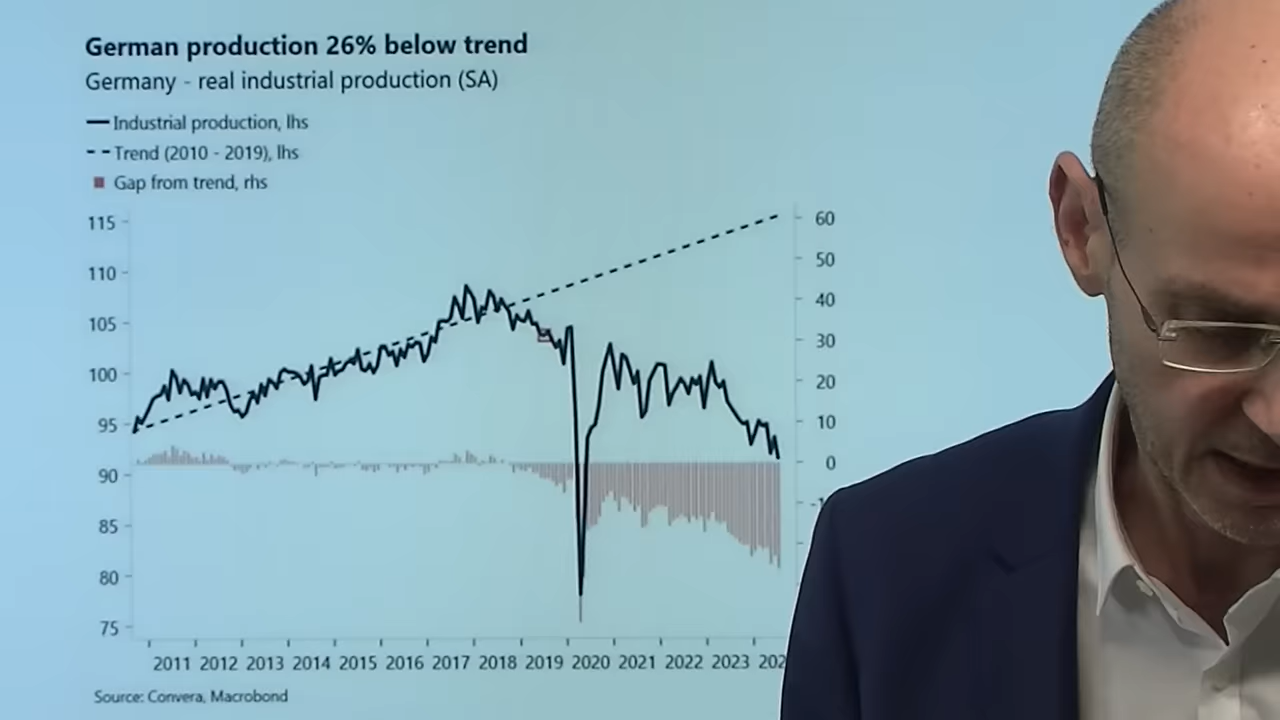 German production 26% below trend
Germany - real industrial production (SA)
Industrial production, lhs
Trend (2010 - 2019), lhs
Gap from trend, rhs
115
110
105
100
95
90
85
80
75
60
50
40
30
20
10
0
2011 2012 2013 2014 2015 2016 2017 2018 2019 2020 2021 2022 2023
Source: Convera, Macrobond